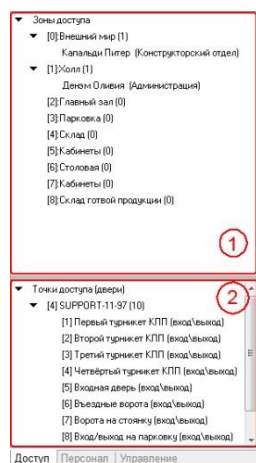 Зоны доступа
[0]:Внешний мир (1)
Капальди Питер (Конструкторский отдел)
[1]:Холл (1)
Денэм Оливия (Администрация)
[2]:Главный зал (0)
[3]:Парковка (0)
[4]:Склад (0)
[5]:Кабинеты (0)
[6]:Столовая (0)
[7]:Кабинеты (0)
[8]:Склад готвой продукции (0)
1
Точки доступа (двери)
2
[4] SUPPORT-11-97 (10)
[1] Первый турникет КПП (вход\выход)
[2] Второй турникет КПП (вход\выход)
[3] Третий турникет КПП (вход\выход)
[4] Четвёртый турникет КПП (вход\выход)
[5] Входная дверь (вход\выход)
[6] Въездные ворота (вход\выход)
[7] Ворота на стоянку (вход\выход)
[8] Вход/выход на парковку (вход\выход)
Доступ Персонал Управление